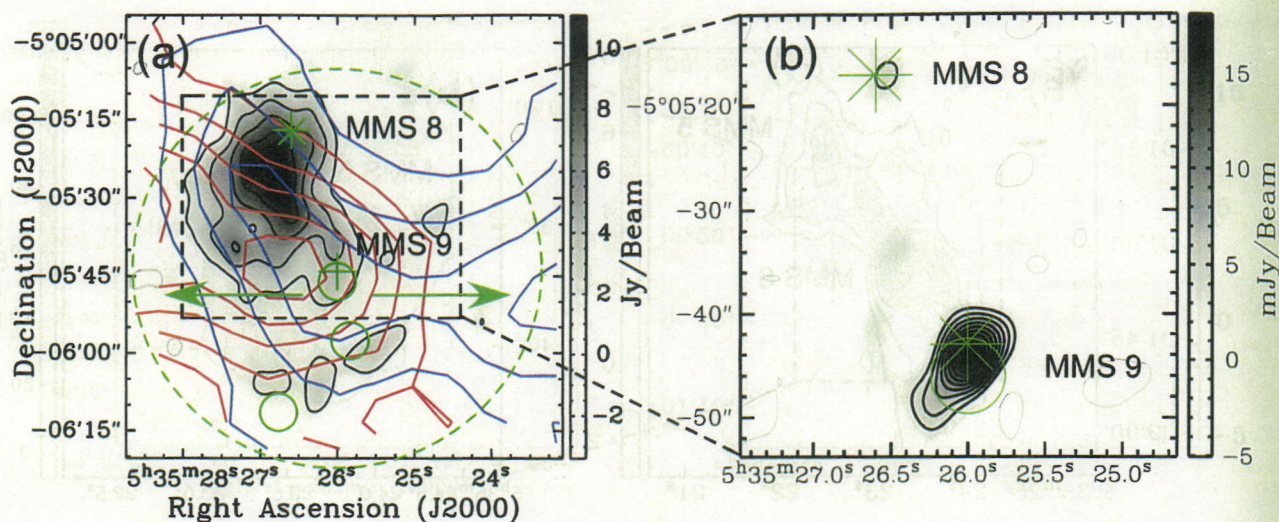 (a)
MMS 8
MMS 9
-5°05'00"
05'15"
05'30"
05'45"
-06'00"
-06'15"
5ʰ35ᵐ28ˢ 27ˢ 26ˢ 25ˢ 24ˢ
Declination (J2000)
Right Ascension (J2000)
10
8
6
4
2
0
-2
Jy/Beam
(b)
MMS 8
MMS 9
-5°05'20"
-30"
-40"
-50"
5ʰ35ᵐ27.0ˢ 26.5ˢ 26.0ˢ 25.5ˢ 25.0ˢ
15
10
5
0
-5
mJy/Beam